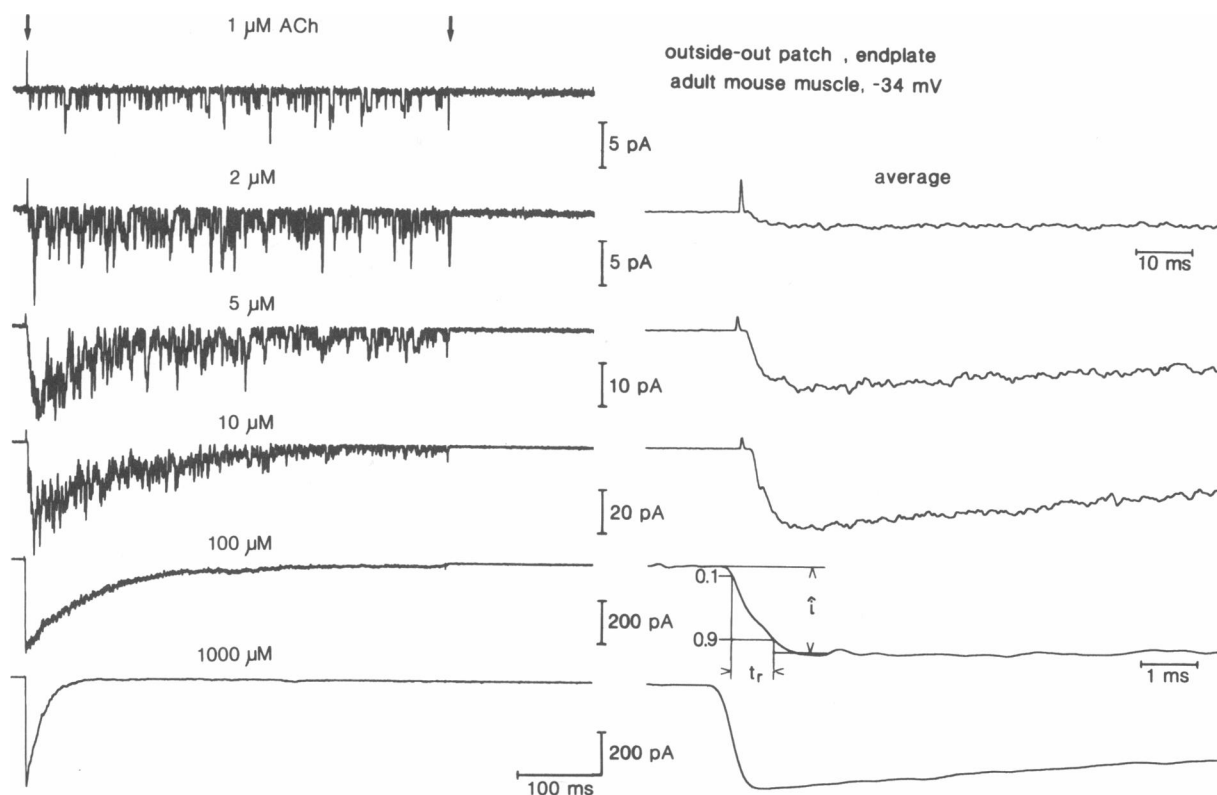 1 µM ACh
outside-out patch , endplate
adult mouse muscle, -34 mV
5 pA
2 µM
average
5 pA
10 ms
5 µM
10 pA
10 µM
20 pA
100 µM
0.1
î
200 pA
0.9
tr
1 ms
1000 µM
200 pA
100 ms